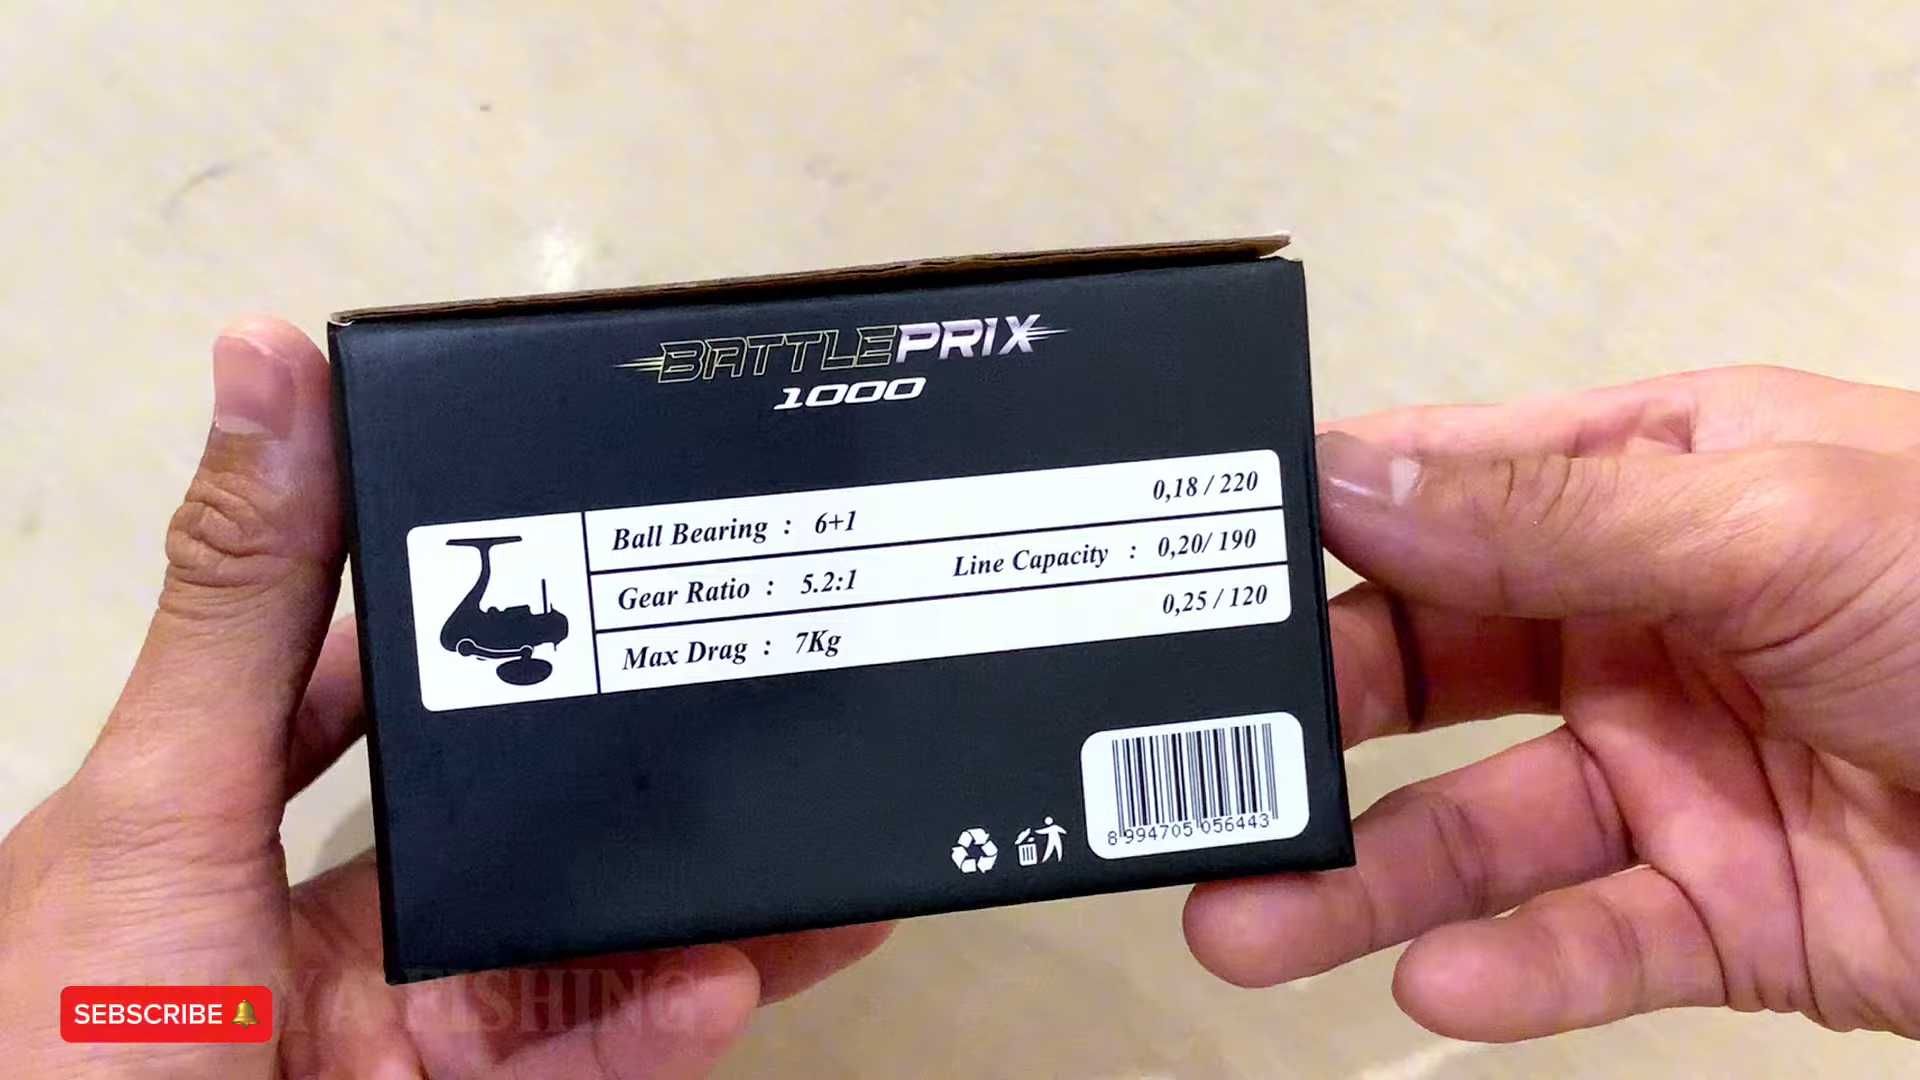 BATTLEPRIX
1000
Ball Bearing : 6+1
Gear Ratio : 5.2:1
Max Drag : 7Kg
Line Capacity :
0,18 / 220
0,20/ 190
0,25 / 120
8 994705 056443
SEBSCRIBE
FISHING